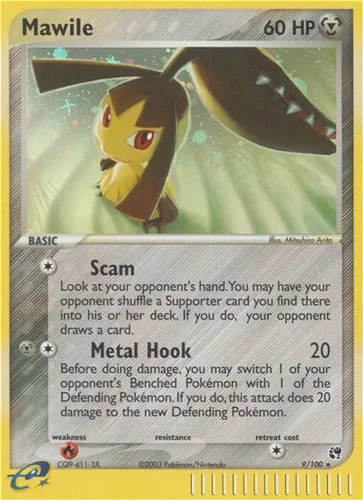 Mawile 60 HP
BASIC Illus. Mitsuhiro Arita
Scam
Look at your opponent's hand.You may have your
opponent shuffle a Supporter card you find there
into his or her deck. If you do, your opponent
draws a card.
Metal Hook 20
Before doing damage, you may switch 1 of your
opponent's Benched Pokémon with 1 of the
Defending Pokémon. If you do, this attack does
20 damage to the new Defending Pokémon.
weakness resistance retreat cost
CQ9-411-3JL ©2003 Pokémon/Nintendo 9/100 ★
e